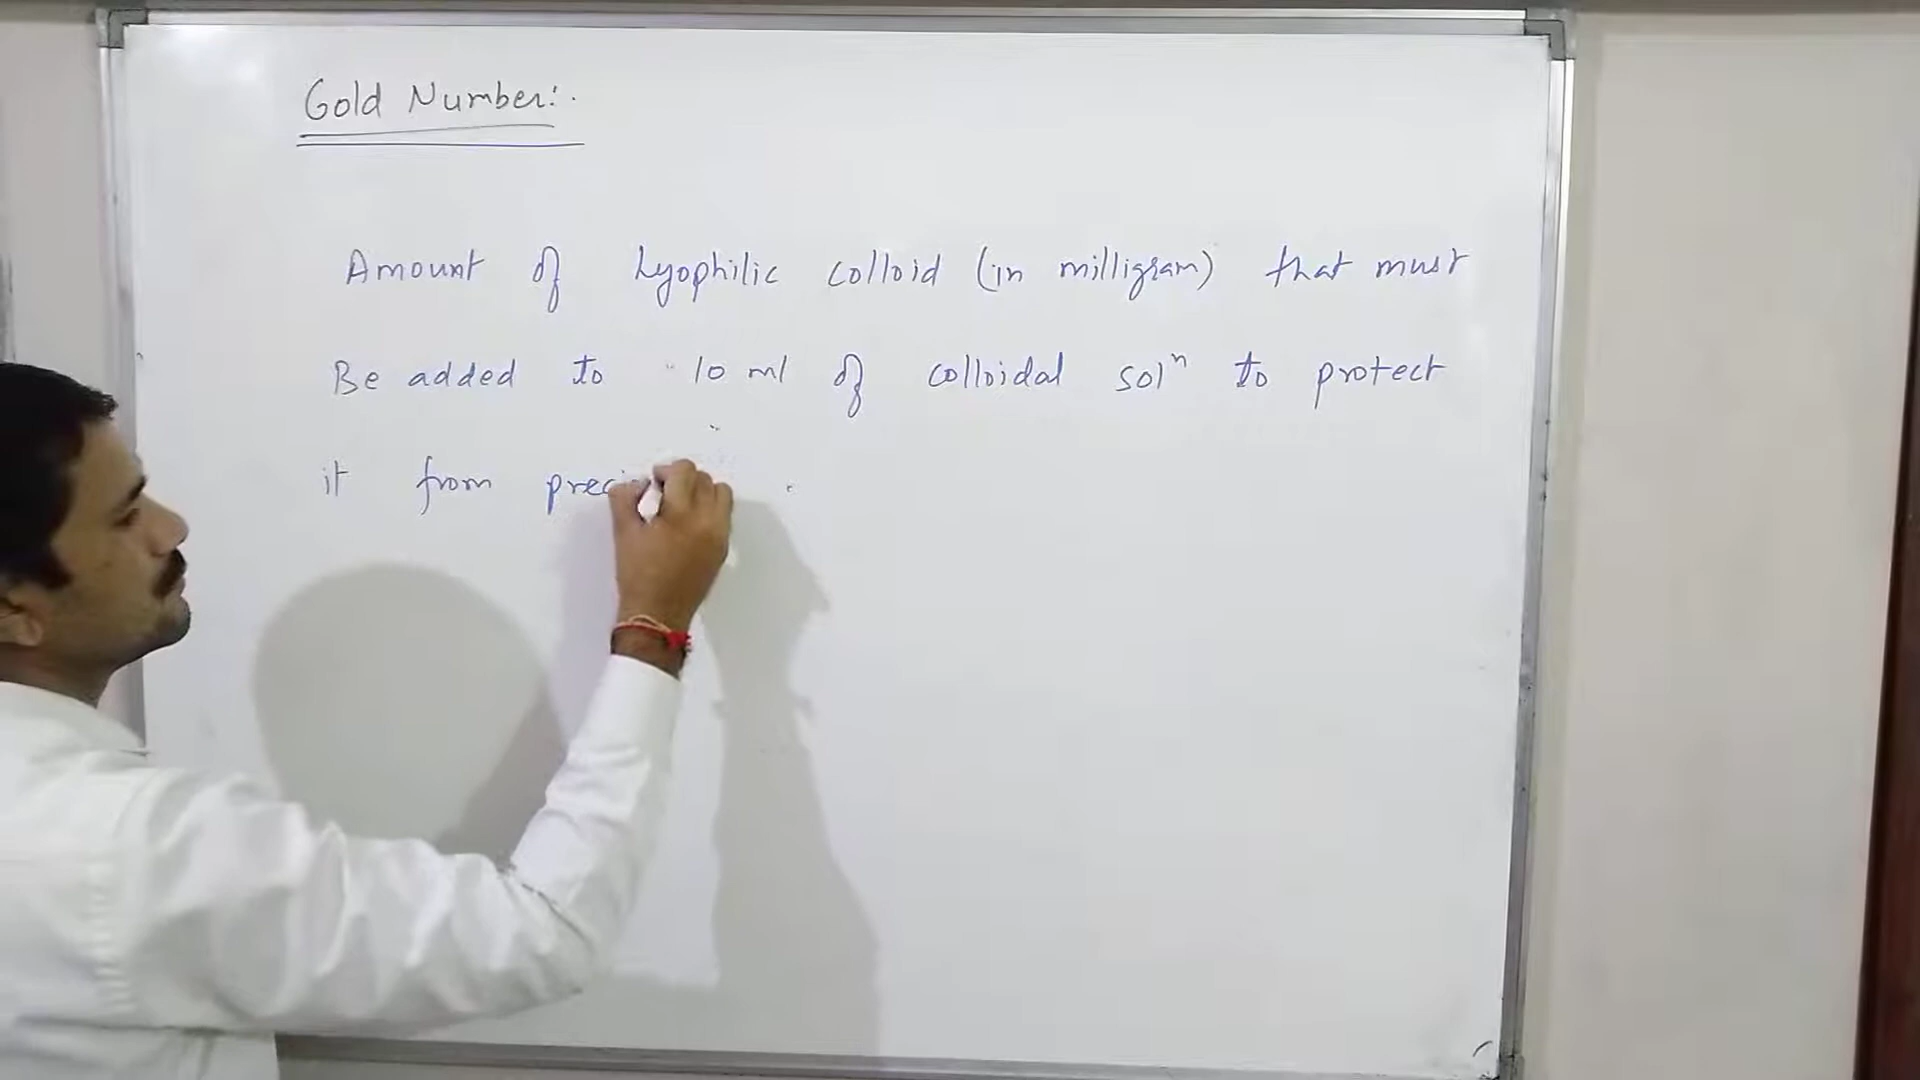 Gold Number:.
Amount of Lyophilic colloid (in milligram) that must
Be added to 10 ml of colloidal solⁿ to protect
it from preci